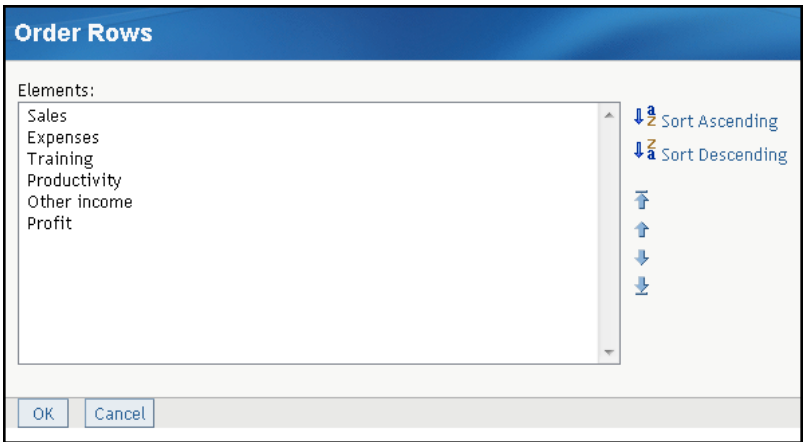 Order Rows
Elements:
Sales
Expenses
Training
Productivity
Other income
Profit
Sort Ascending
Sort Descending
OK
Cancel